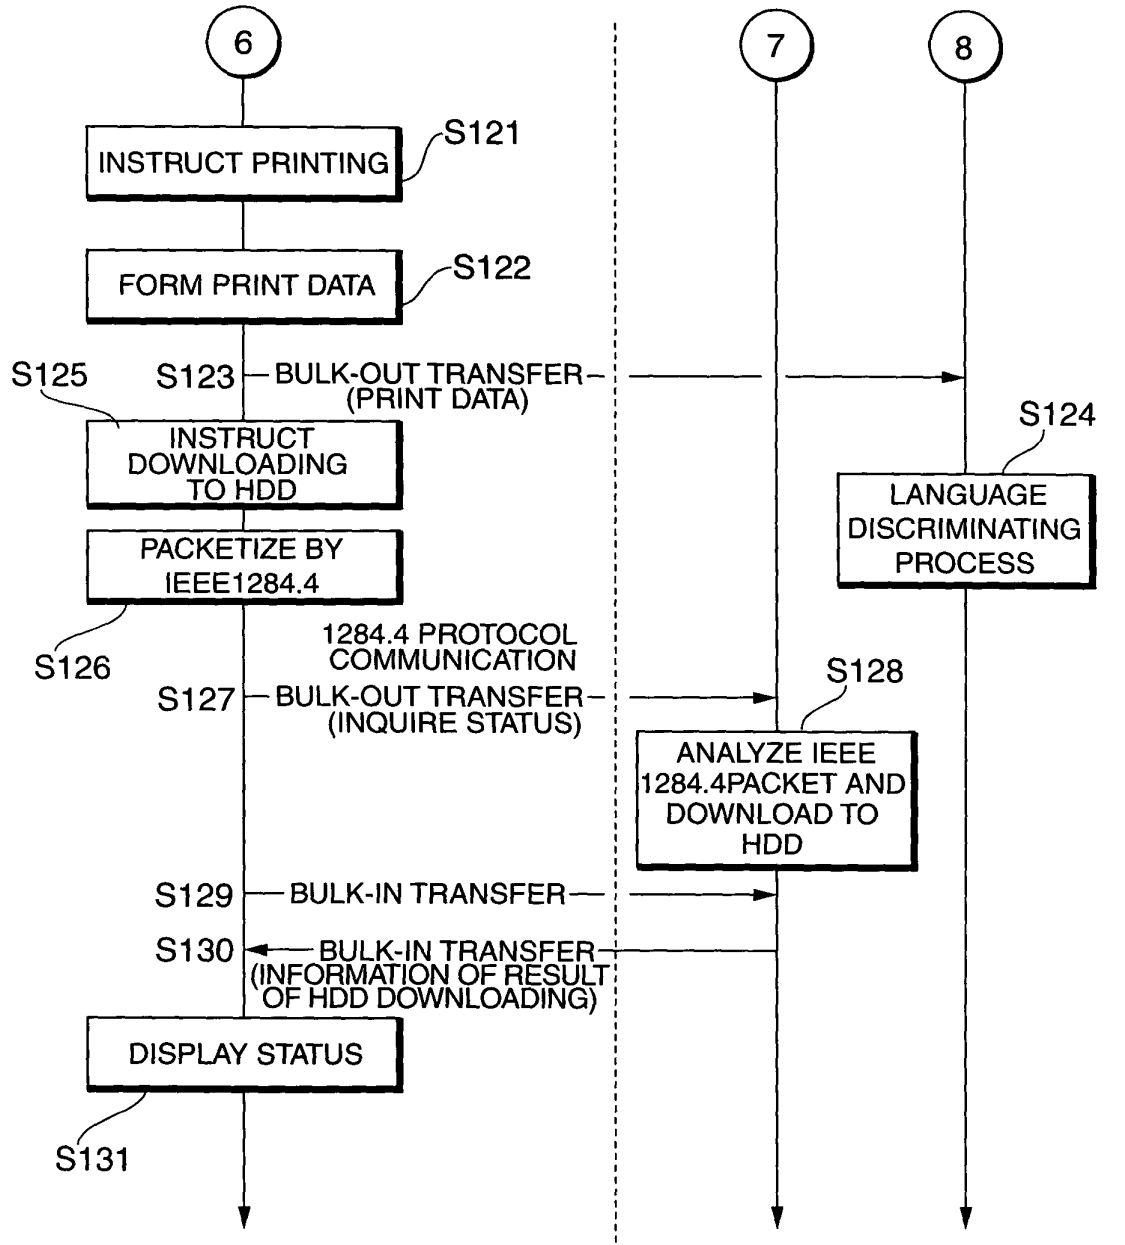 6
7
8
INSTRUCT PRINTING
S121
FORM PRINT DATA
S122
S123
BULK-OUT TRANSFER
(PRINT DATA)
S125
INSTRUCT
DOWNLOADING
TO HDD
S124
LANGUAGE
DISCRIMINATING
PROCESS
PACKETIZE BY
IEEE1284.4
S126
1284.4 PROTOCOL
COMMUNICATION
S127
BULK-OUT TRANSFER
(INQUIRE STATUS)
S128
ANALYZE IEEE
1284.4PACKET AND
DOWNLOAD TO
HDD
S129
BULK-IN TRANSFER
S130
BULK-IN TRANSFER
(INFORMATION OF RESULT
OF HDD DOWNLOADING)
DISPLAY STATUS
S131